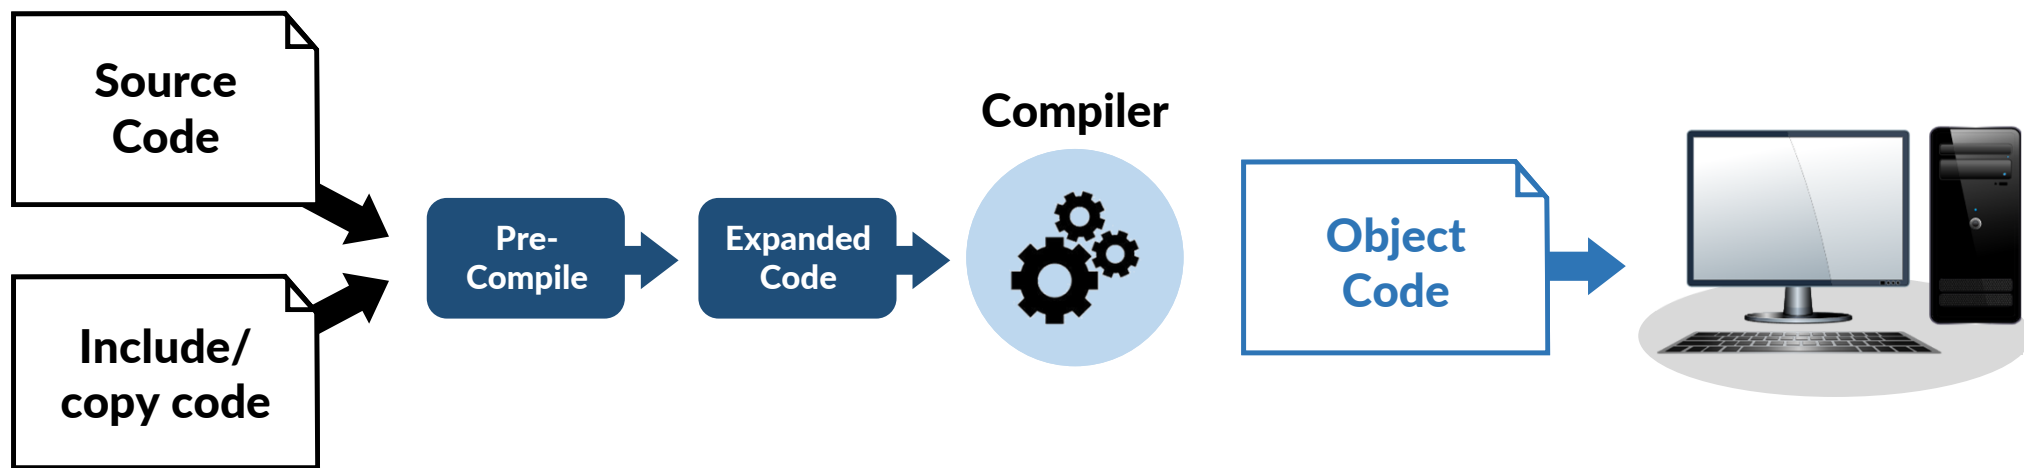 Source
Code
Include/
copy code
Pre-
Compile
Expanded
Code
Compiler
Object
Code